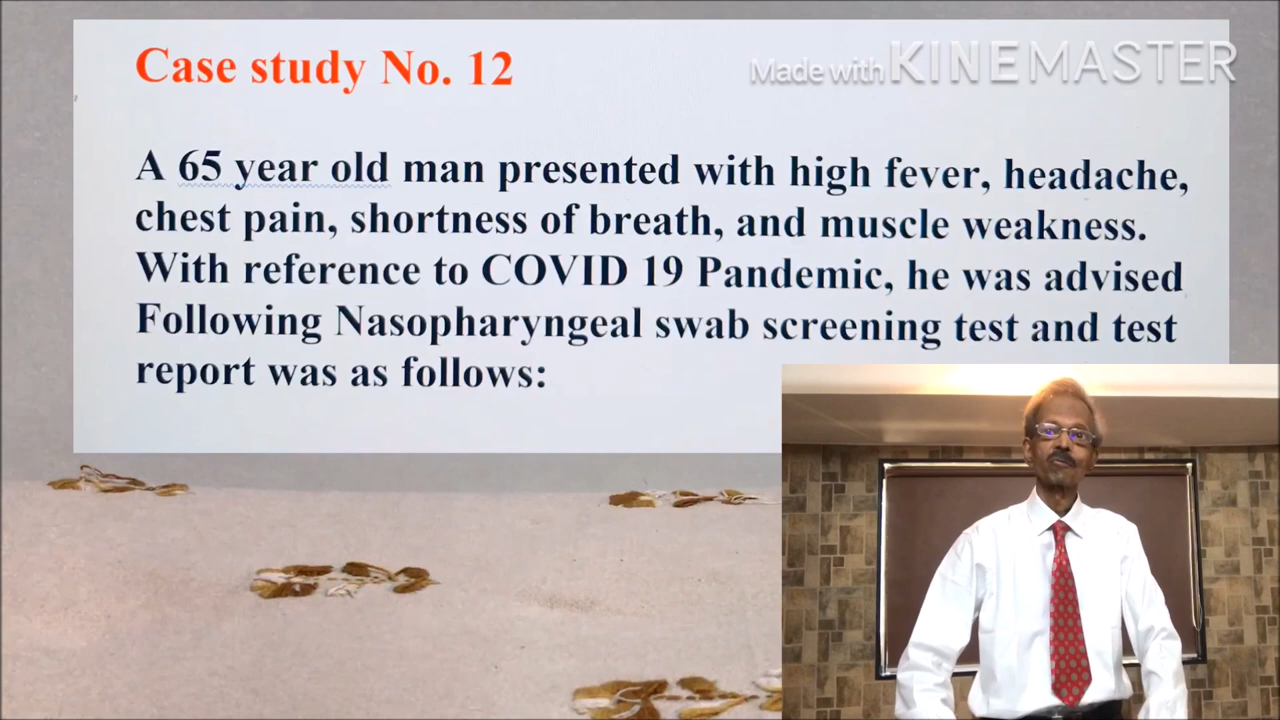 Case study No. 12
Made with KINEMASTER
A 65 year old man presented with high fever, headache,
chest pain, shortness of breath, and muscle weakness.
With reference to COVID 19 Pandemic, he was advised
Following Nasopharyngeal swab screening test and test
report was as follows: